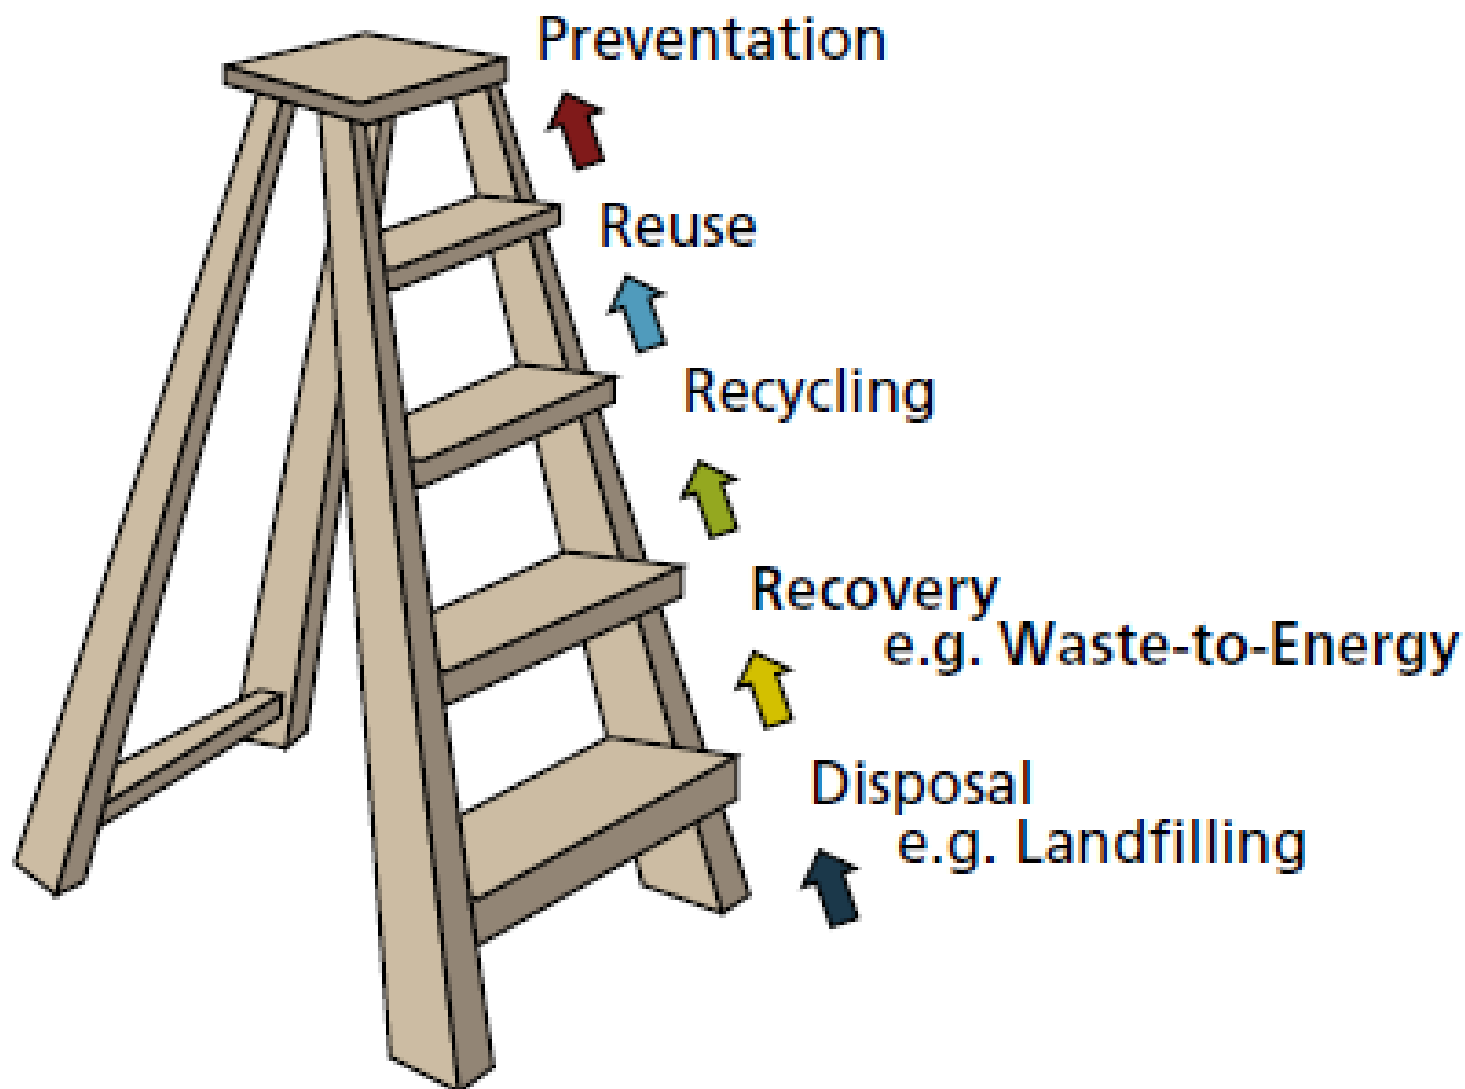 Preventation
Reuse
Recycling
Recovery
e.g. Waste-to-Energy
Disposal
e.g. Landfilling